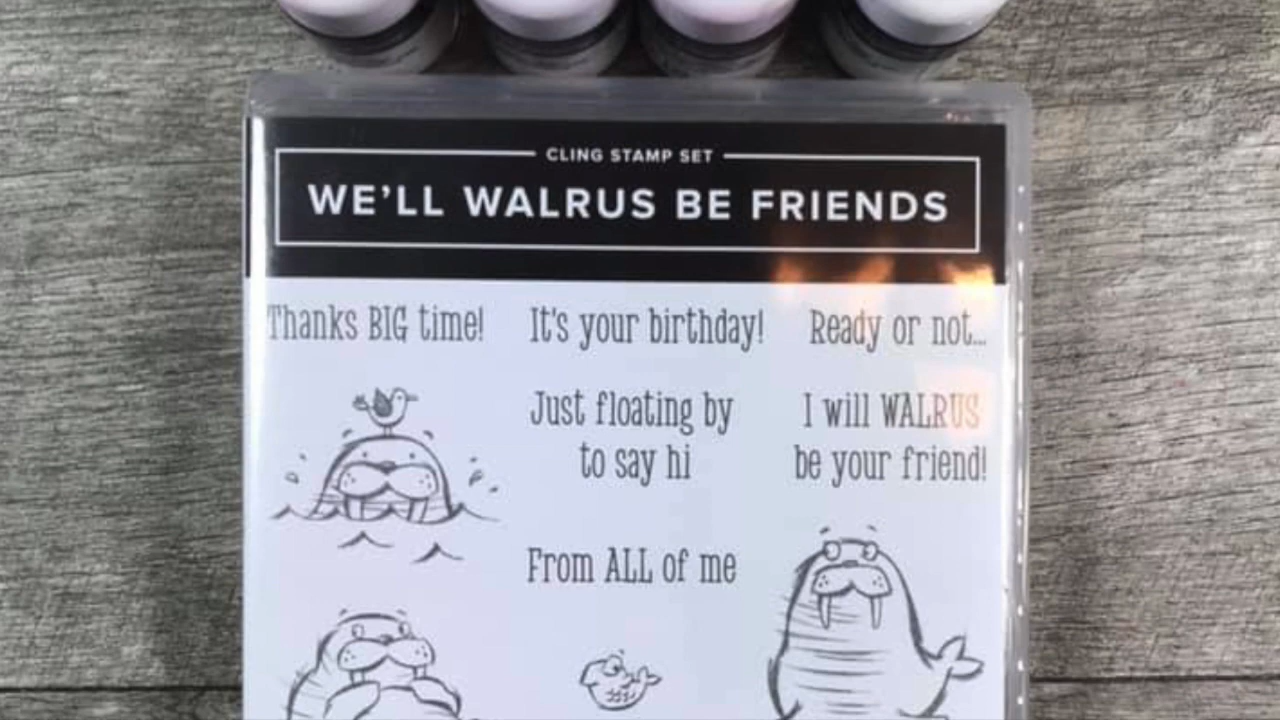 CLING STAMP SET
WE'LL WALRUS BE FRIENDS
Thanks BIG time!
It's your birthday!
Ready or not...
Just floating by
to say hi
I will WALRUS
be your friend!
From ALL of me